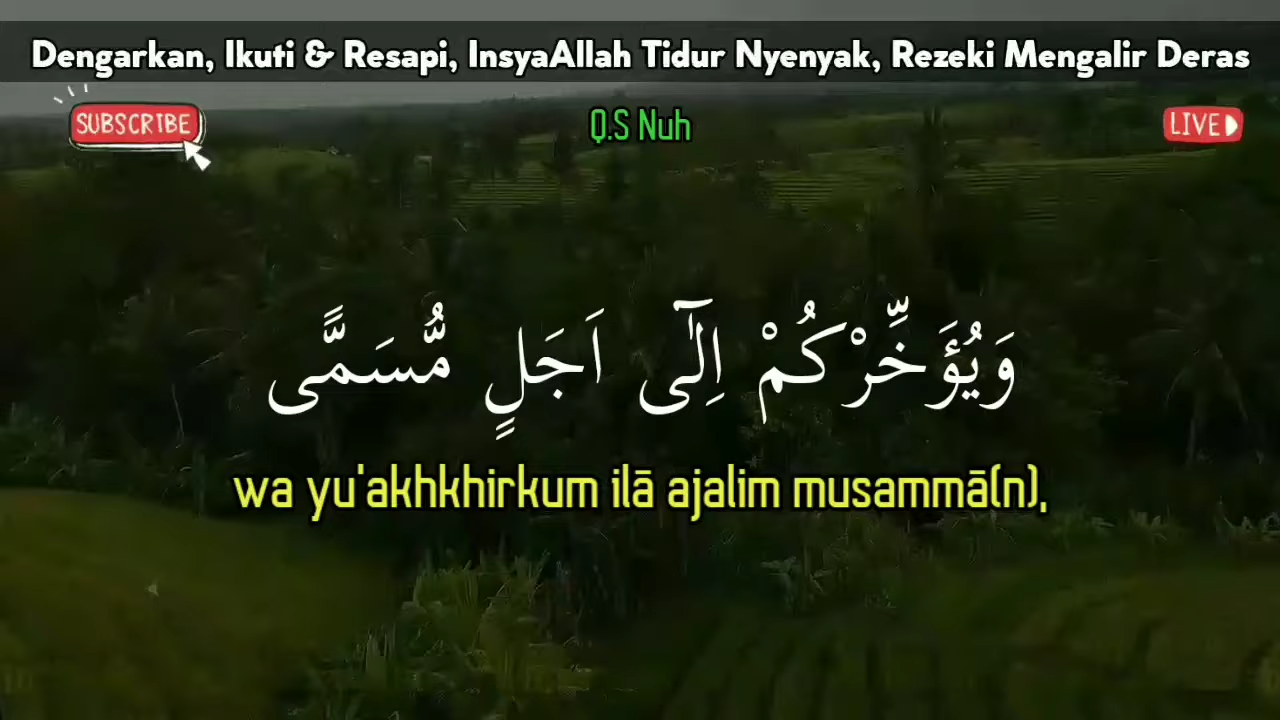 Dengarkan, Ikuti & Resapi, InsyaAllah Tidur Nyenyak, Rezeki Mengalir Deras
SUBSCRIBE
Q.S Nuh
LIVE
وَيُؤَخِّرْكُمْ اِلٰٓى اَجَلٍ مُّسَمًّى
wa yu'akhkhirkum ilā ajalim musammā(n),